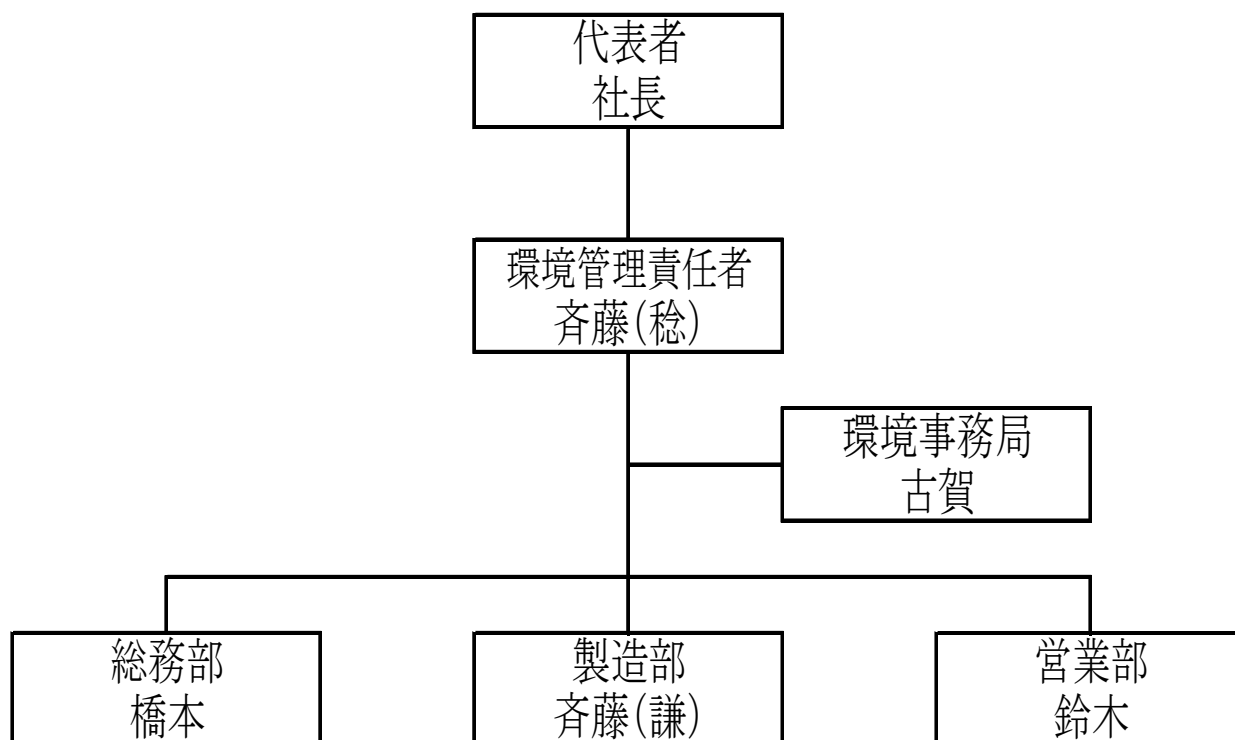 代表者
社長
環境管理責任者
斉藤(稔)
環境事務局
古賀
総務部
橋本
製造部
斉藤(謙)
営業部
鈴木